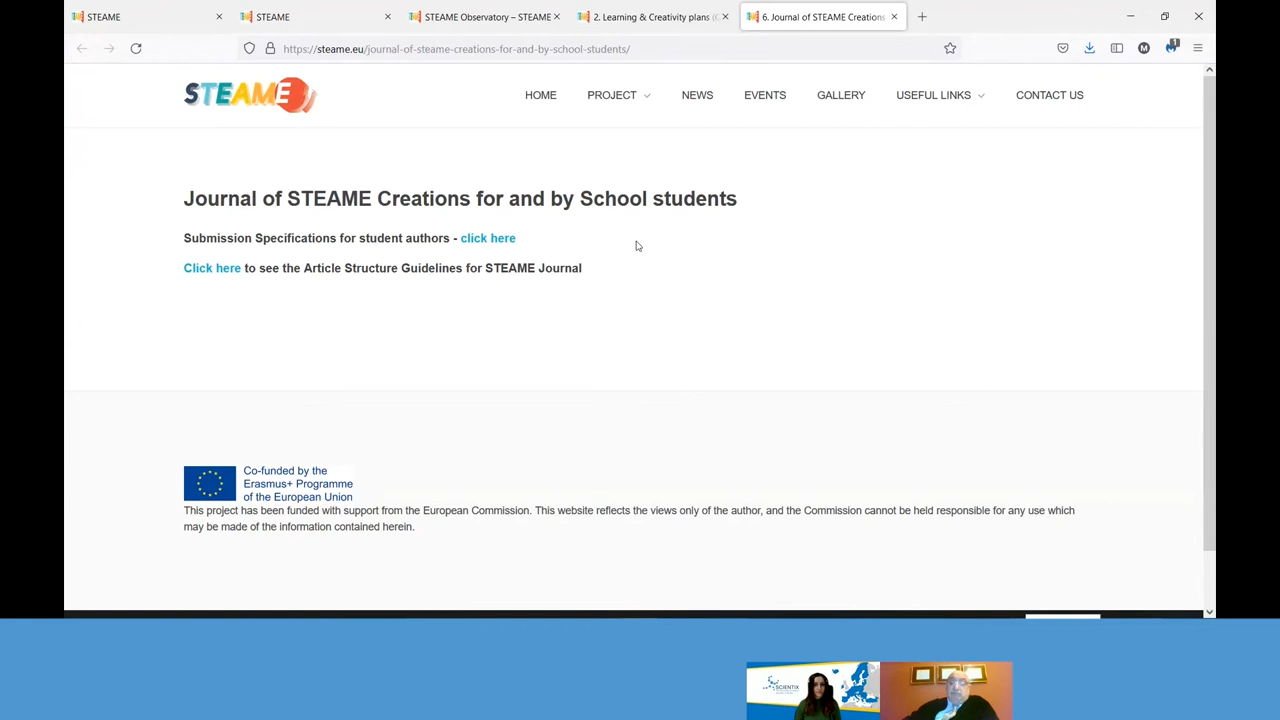 STEAME
STEAME
STEAME Observatory – STEAME
2. Learning & Creativity plans (
6. Journal of STEAME Creations
https://steame.eu/journal-of-steame-creations-for-and-by-school-students/
M
1
STEAME
HOME
PROJECT
NEWS
EVENTS
GALLERY
USEFUL LINKS
CONTACT US
Journal of STEAME Creations for and by School students
Submission Specifications for student authors - click here
Click here to see the Article Structure Guidelines for STEAME Journal
Co-funded by the
Erasmus+ Programme
of the European Union
This project has been funded with support from the European Commission. This website reflects the views only of the author, and the Commission cannot be held responsible for any use which
may be made of the information contained herein.
SCIENTIX